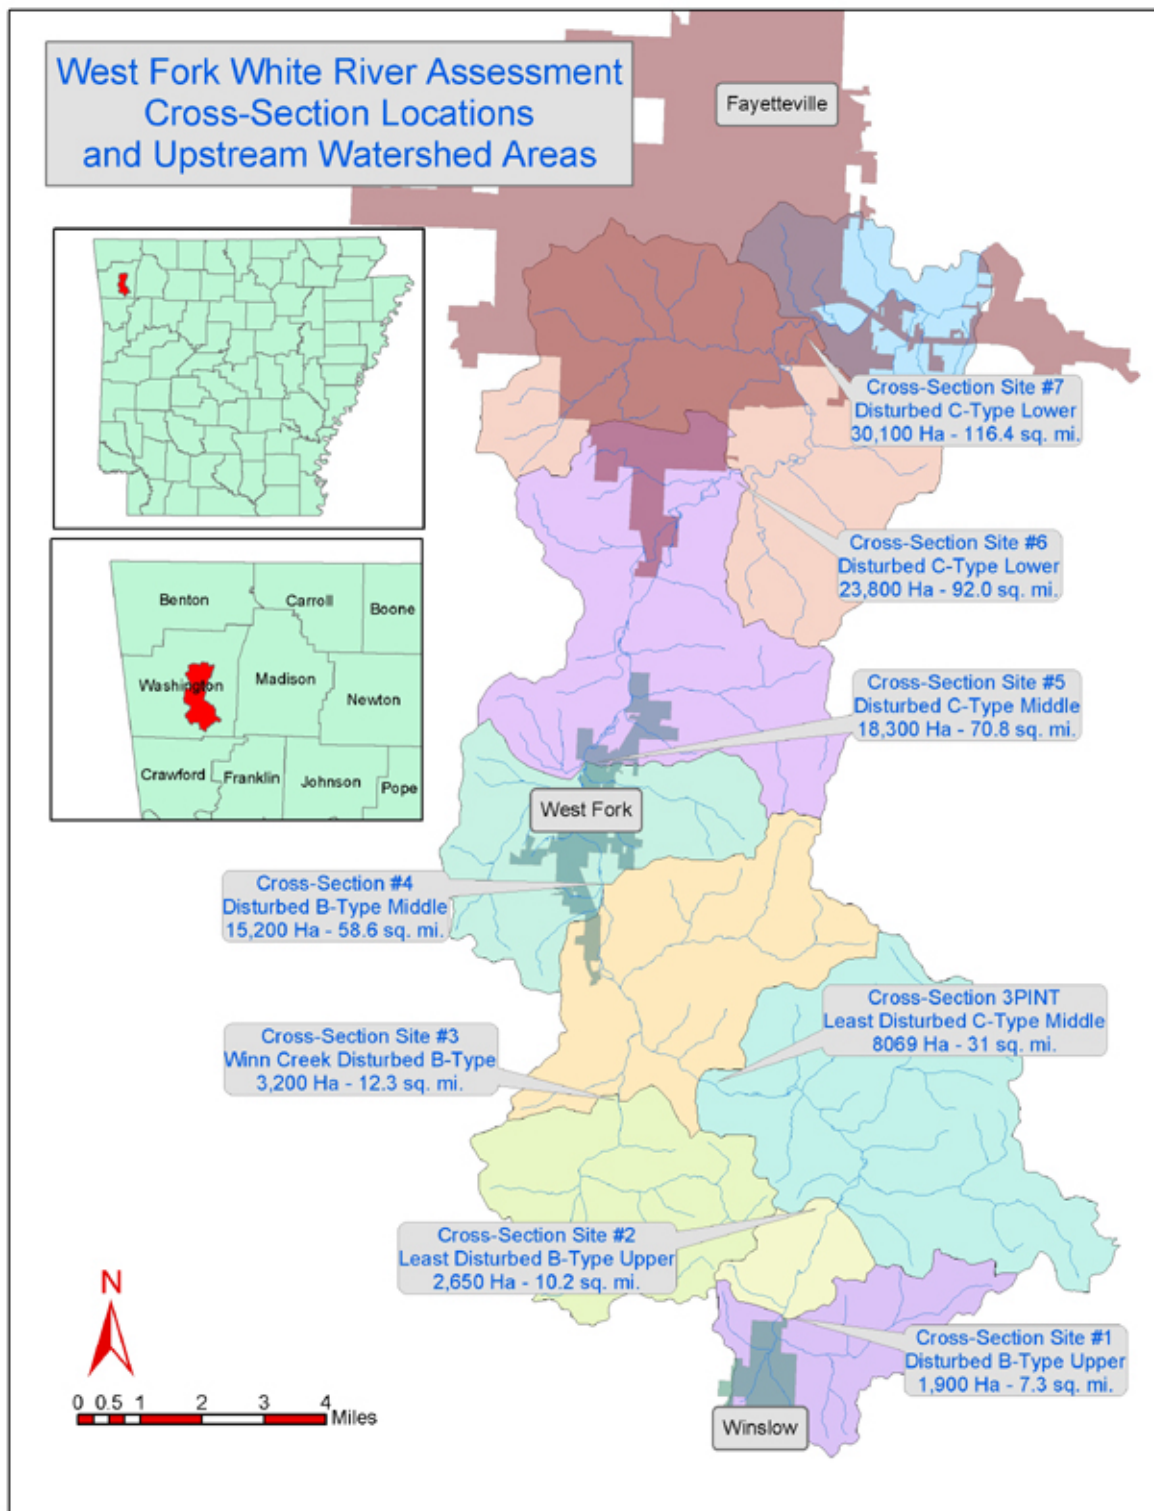 West Fork White River Assessment
Cross-Section Locations
and Upstream Watershed Areas
Fayetteville
Cross-Section Site #7
Disturbed C-Type Lower
30,100 Ha - 116.4 sq. mi.
Cross-Section Site #6
Disturbed C-Type Lower
23,800 Ha - 92.0 sq. mi.
Benton
Carroll
Boone
Washington
Madison
Newton
Crawford
Franklin
Johnson
Pope
Cross-Section Site #5
Disturbed C-Type Middle
18,300 Ha - 70.8 sq. mi.
West Fork
Cross-Section #4
Disturbed B-Type Middle
15,200 Ha - 58.6 sq. mi.
Cross-Section 3PINT
Least Disturbed C-Type Middle
8069 Ha - 31 sq. mi.
Cross-Section Site #3
Winn Creek Disturbed B-Type
3,200 Ha - 12.3 sq. mi.
Cross-Section Site #2
Least Disturbed B-Type Upper
2,650 Ha - 10.2 sq. mi.
Cross-Section Site #1
Disturbed B-Type Upper
1,900 Ha - 7.3 sq. mi.
Winslow
N
0 0.5 1 2 3 4
Miles